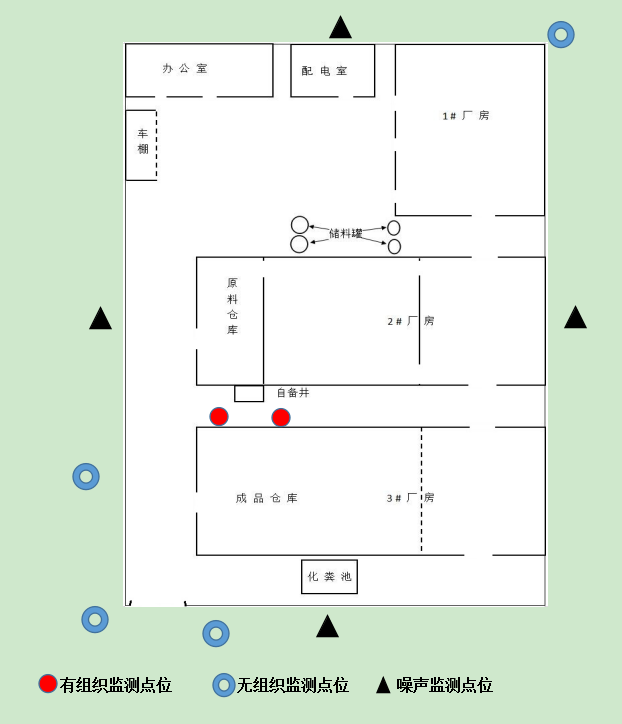 办公室
配电室
1# 厂房
车
棚
储料罐
原
料
仓
库
2# 厂房
自备井
成品仓库
3# 厂房
化粪池
有组织监测点位
无组织监测点位
噪声监测点位